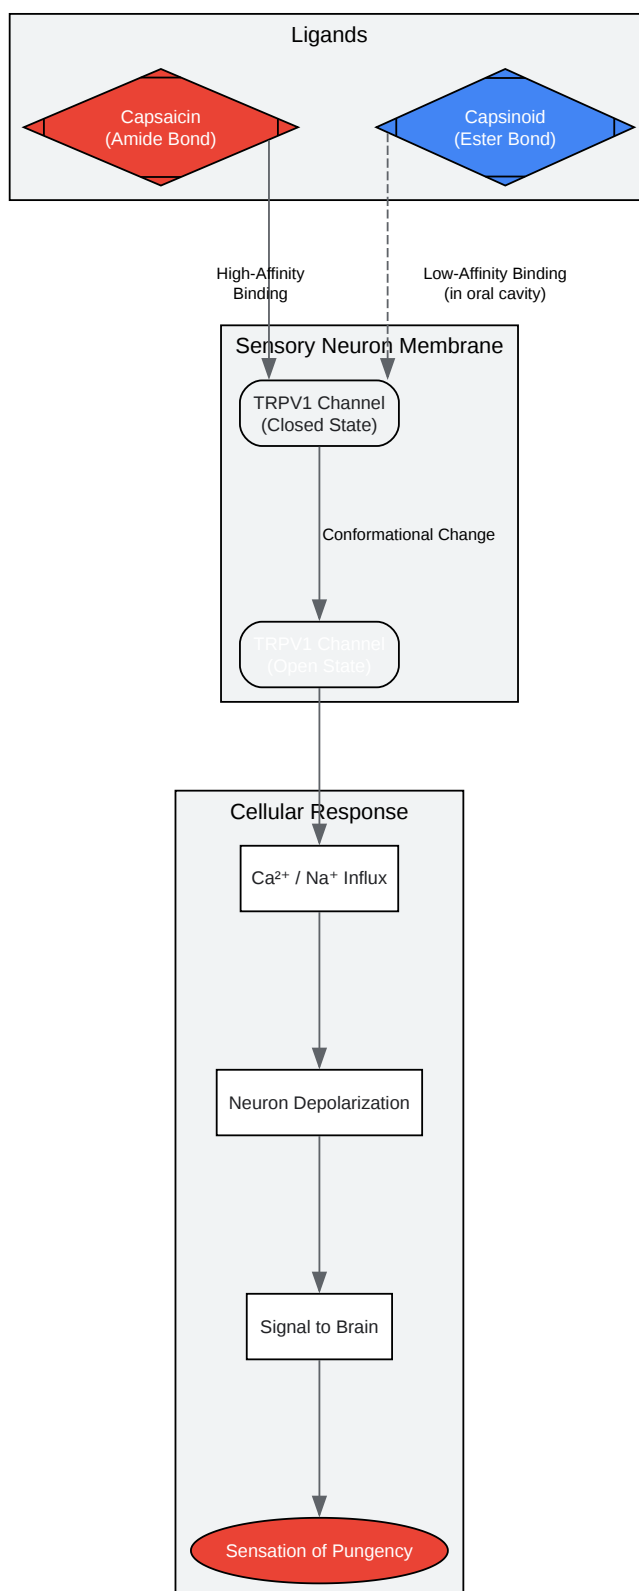 Ligands
Capsaicin
(Amide Bond)
Capsinoid
(Ester Bond)
High-Affinity
Binding
Low-Affinity Binding
(in oral cavity)
Sensory Neuron Membrane
TRPV1 Channel
(Closed State)
Conformational Change
TRPV1 Channel
(Open State)
Cellular Response
Ca²⁺ / Na⁺ Influx
Neuron Depolarization
Signal to Brain
Sensation of Pungency